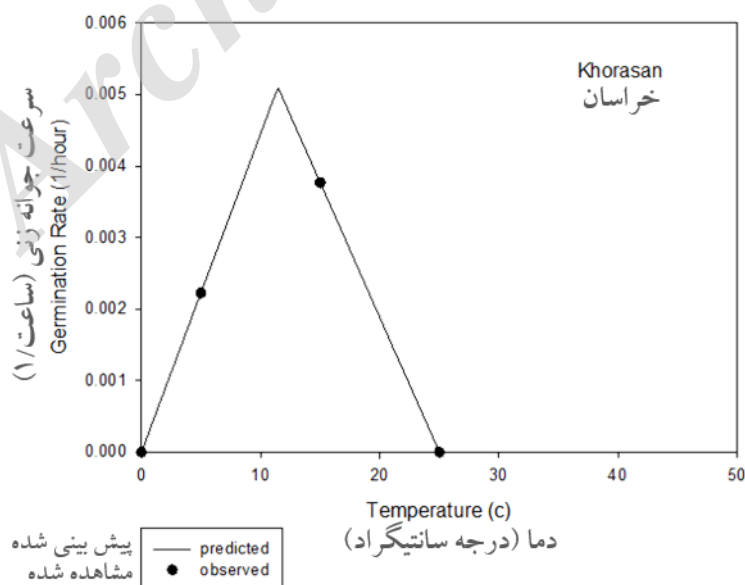 Arch
0.006
0.005
0.004
0.003
0.002
0.001
0.000
سرعت جوانه زنی (ساعت/۱)
Germination Rate (1/hour)
Khorasan
خراسان
0 10 20 30 40 50
Temperature (c)
دما (درجه سانتیگراد)
پیش بینی شده
predicted
مشاهده شده
observed